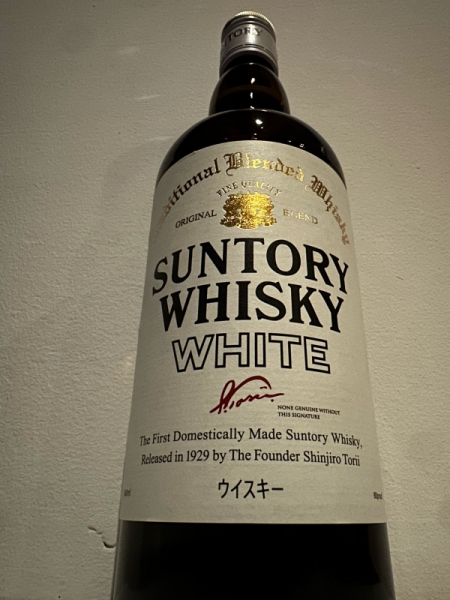 TORY
Traditional Blended Whisky
FINE QUALITY
ORIGINAL BLEND
SUNTORY
WHISKY
WHITE
NONE GENUINE WITHOUT
THIS SIGNATURE
The First Domestically Made Suntory Whisky,
Released in 1929 by The Founder Shinjiro Torii
ウイスキー